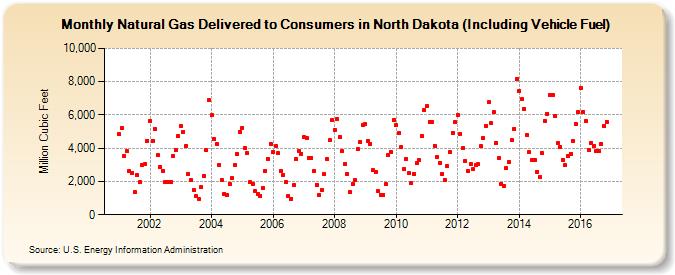 Monthly Natural Gas Delivered to Consumers in North Dakota (Including Vehicle Fuel)
Million Cubic Feet
10,000
8,000
6,000
4,000
2,000
0
2002 2004 2006 2008 2010 2012 2014 2016
Source: U.S. Energy Information Administration